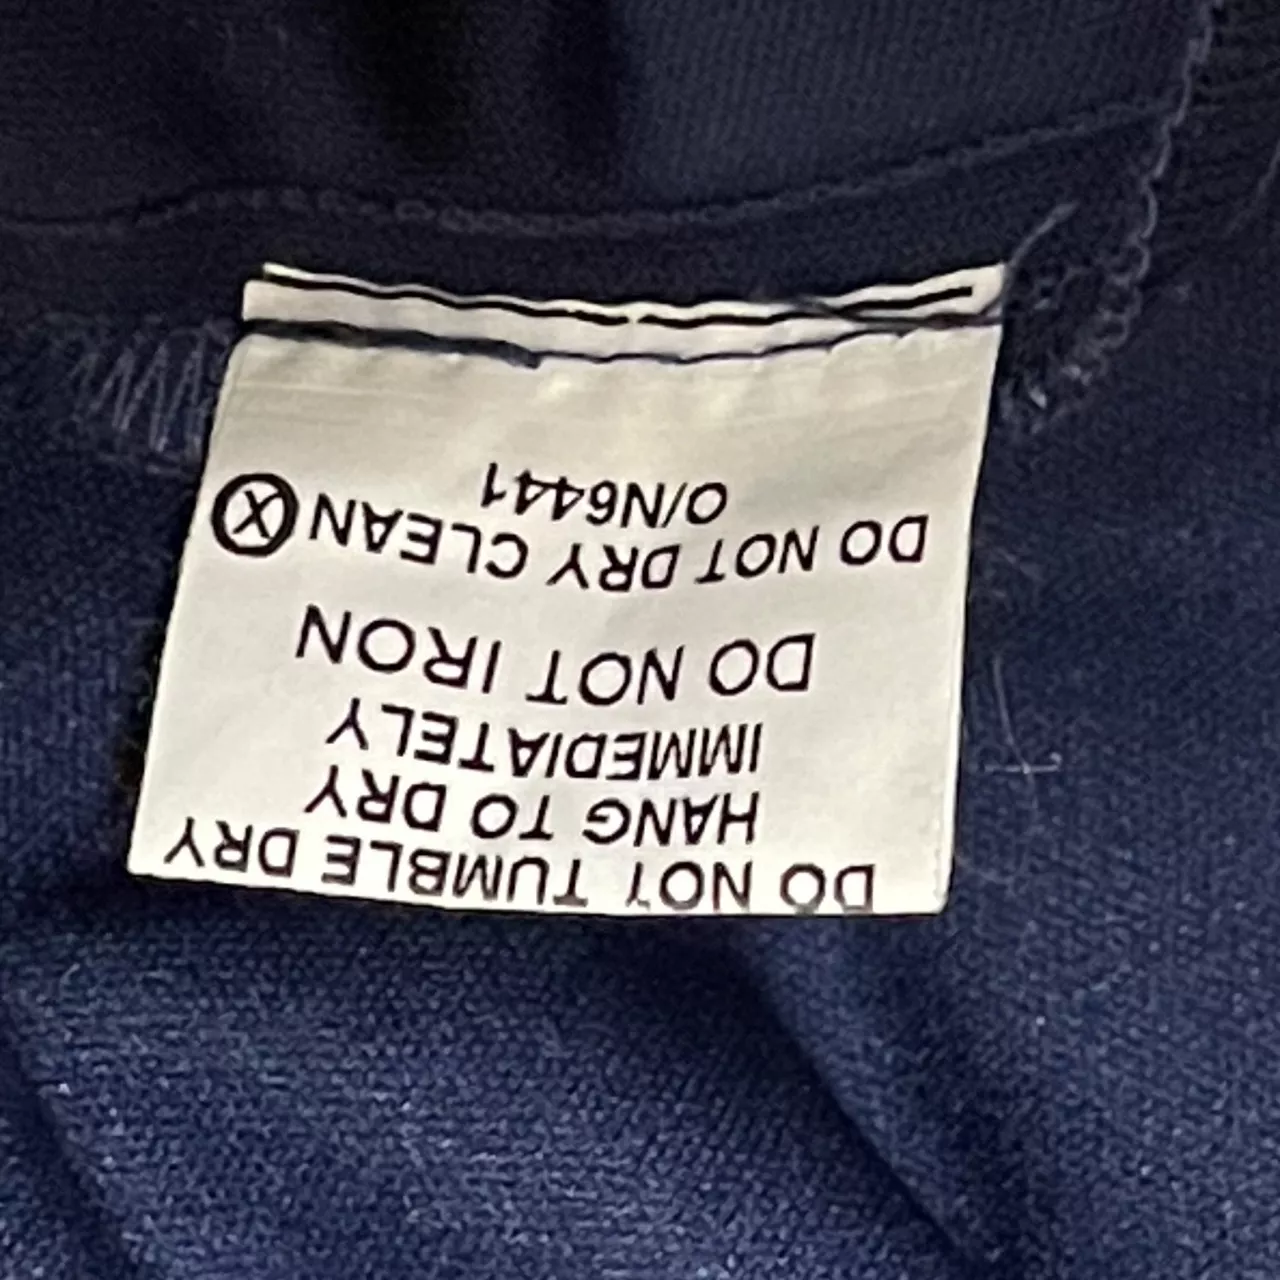 DO NOT TUMBLE DRY
HANG TO DRY
IMMEDIATELY
DO NOT IRON
DO NOT DRY CLEAN Ⓧ
O/N6441